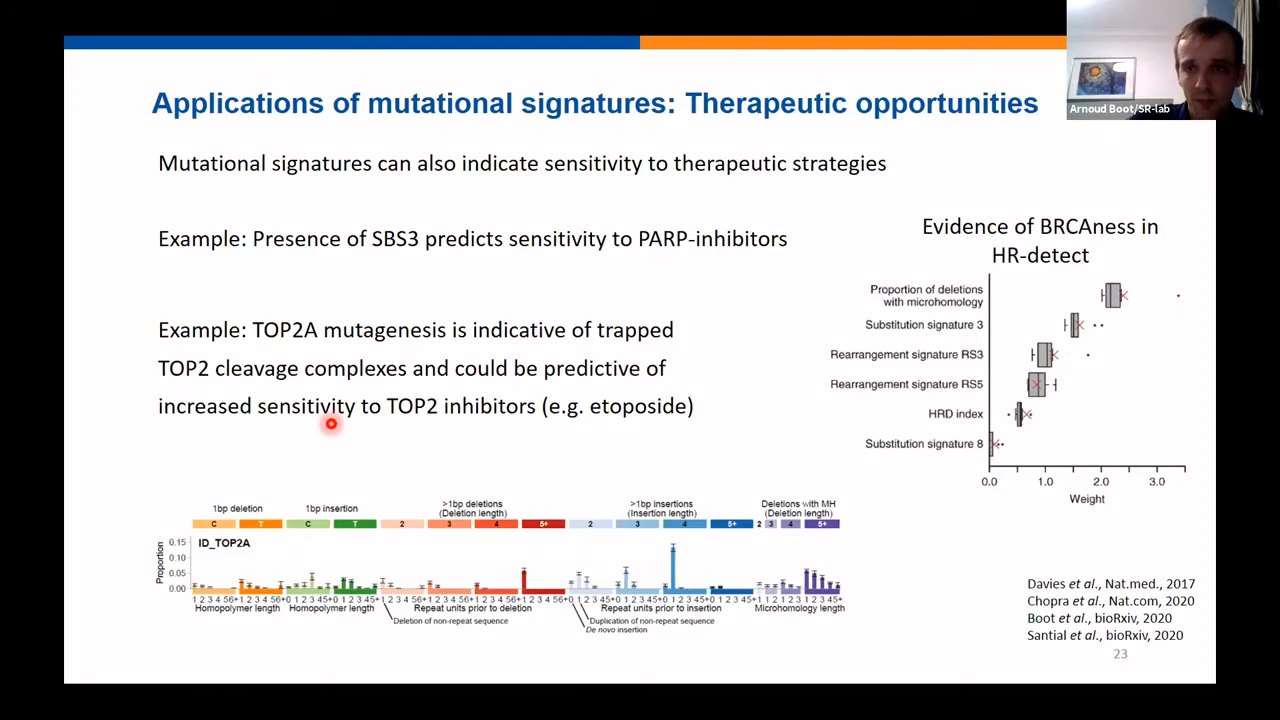 Arnoud Boot/SR-lab
Applications of mutational signatures: Therapeutic opportunities
Mutational signatures can also indicate sensitivity to therapeutic strategies
Example: Presence of SBS3 predicts sensitivity to PARP-inhibitors
Example: TOP2A mutagenesis is indicative of trapped
TOP2 cleavage complexes and could be predictive of
increased sensitivity to TOP2 inhibitors (e.g. etoposide)
Evidence of BRCAness in
HR-detect
Proportion of deletions
with microhomology
Substitution signature 3
Rearrangement signature RS3
Rearrangement signature RS5
HRD index
Substitution signature 8
0.0 1.0 2.0 3.0
Weight
1bp deletion 1bp insertion >1bp deletions (Deletion length) >1bp insertions (Insertion length) Deletions with MH (Deletion length)
C T C T 2 3 4 5+ 2 3 4 5+ 2 3 4 5+
ID_TOP2A
Proportion
0.15
0.10
0.05
0.00
Homopolymer length Homopolymer length Repeat units prior to deletion Repeat units prior to insertion Microhomology length
Deletion of non-repeat sequence
Duplication of non-repeat sequence
De novo insertion
Davies et al., Nat.med., 2017
Chopra et al., Nat.com, 2020
Boot et al., bioRxiv, 2020
Santial et al., bioRxiv, 2020
23